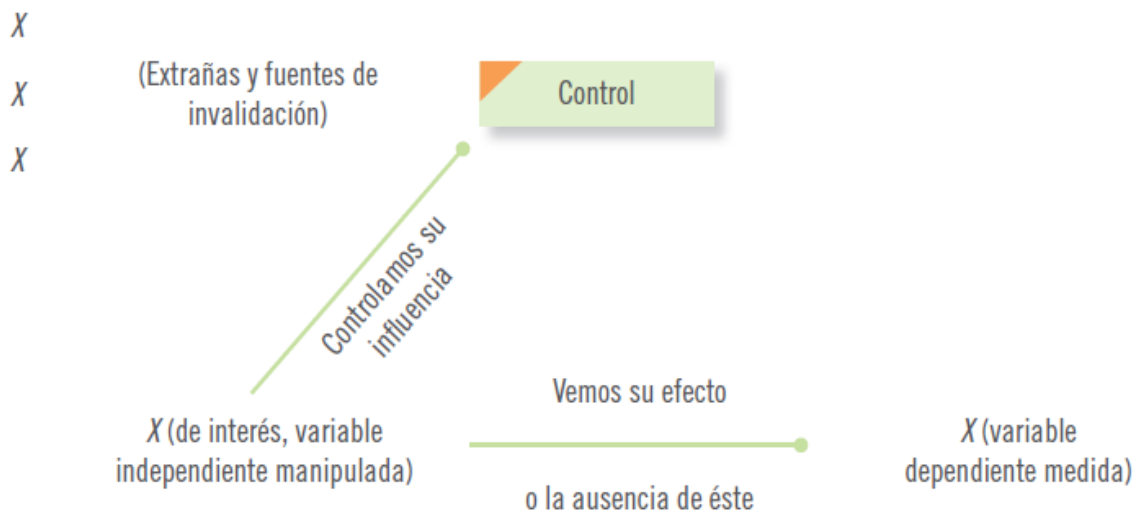 X
(Extrañas y fuentes de
invalidación)
X
X
Control
Controlamos su
influencia
X (de interés, variable
independiente manipulada)
Vemos su efecto
o la ausencia de éste
X (variable
dependiente medida)